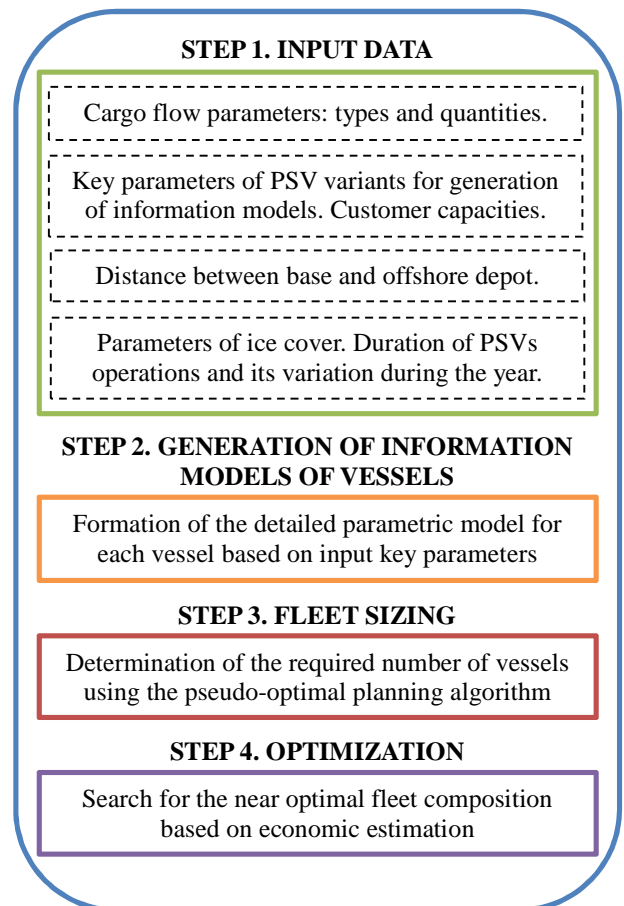 STEP 1. INPUT DATA
Cargo flow parameters: types and quantities.
Key parameters of PSV variants for generation
of information models. Customer capacities.
Distance between base and offshore depot.
Parameters of ice cover. Duration of PSVs
operations and its variation during the year.
STEP 2. GENERATION OF INFORMATION
MODELS OF VESSELS
Formation of the detailed parametric model for
each vessel based on input key parameters
STEP 3. FLEET SIZING
Determination of the required number of vessels
using the pseudo-optimal planning algorithm
STEP 4. OPTIMIZATION
Search for the near optimal fleet composition
based on economic estimation